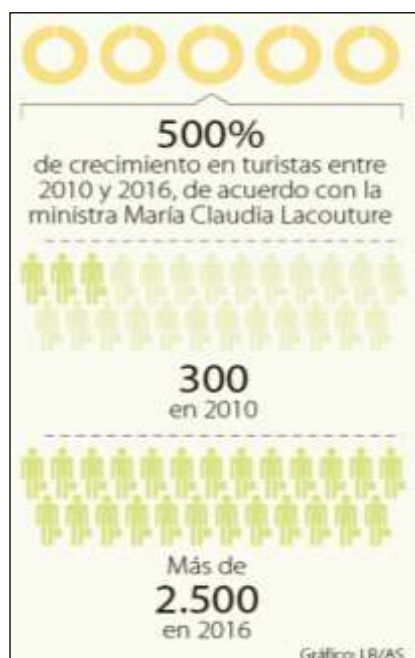 500%
de crecimiento en turistas entre
2010 y 2016, de acuerdo con la
ministra María Claudia Lacouture
300
en 2010
Más de
2.500
en 2016
Gráfico: LR/AS